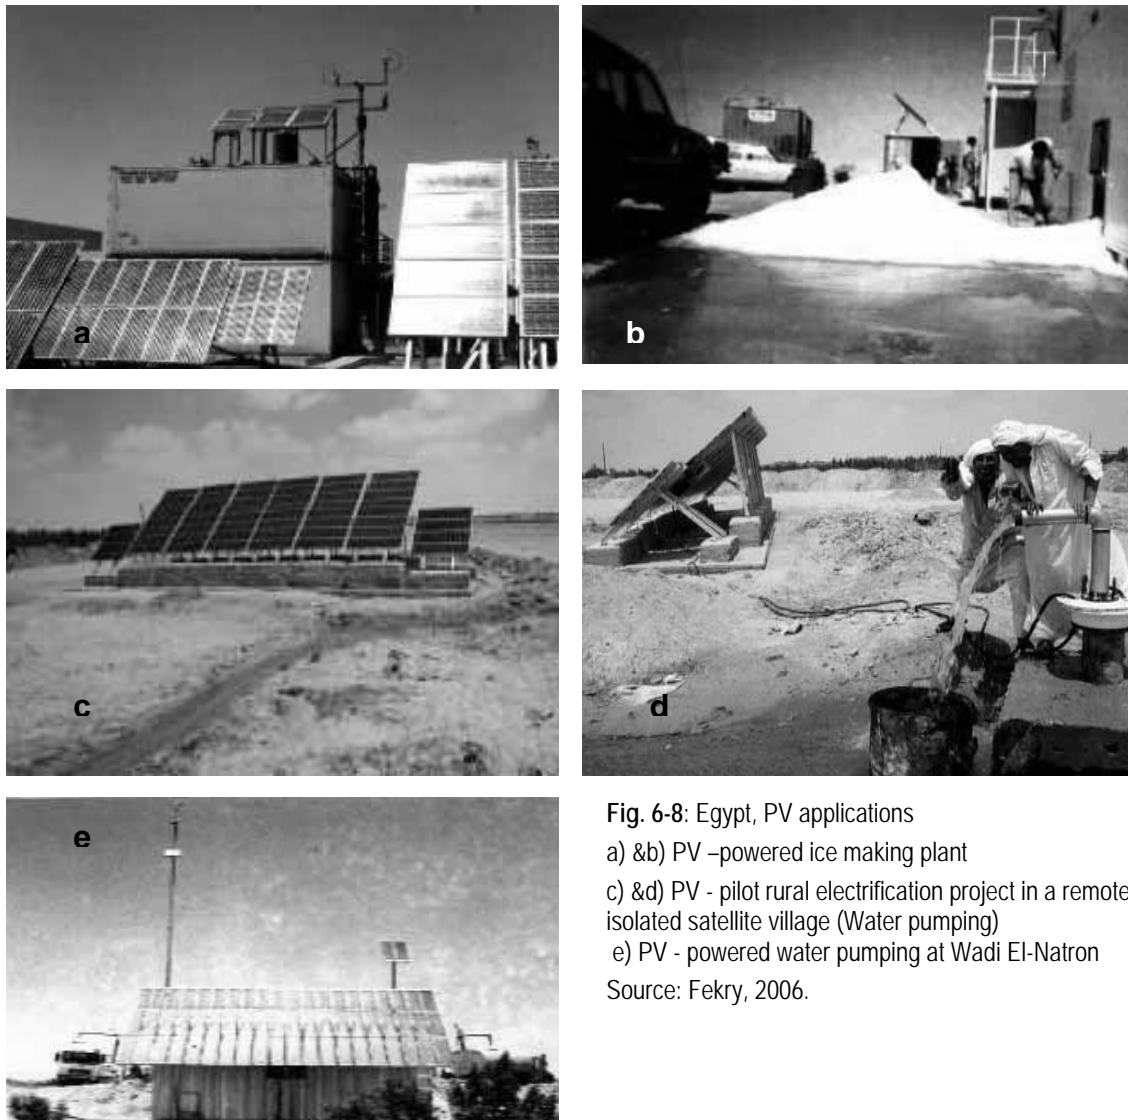 a
b
c
d
e
Fig. 6-8: Egypt, PV applications
a) &b) PV –powered ice making plant
c) &d) PV - pilot rural electrification project in a remote
isolated satellite village (Water pumping)
e) PV - powered water pumping at Wadi El-Natron
Source: Fekry, 2006.